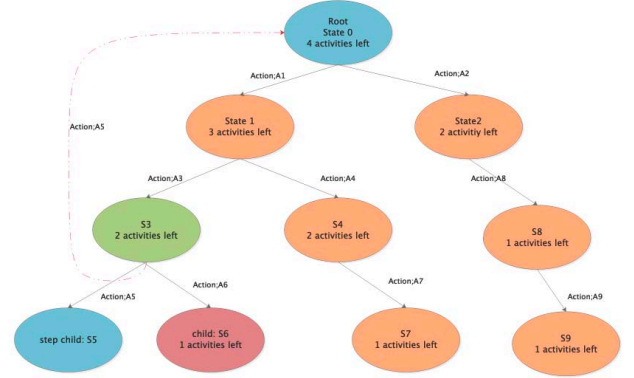 Root
State 0
4 activities left
Action;A1
Action;A2
State 1
3 activities left
State2
2 activitiy left
Action;A5
Action;A3
Action;A4
Action;A8
S3
2 activities left
S4
2 activities left
S8
1 activities left
Action;A5
Action;A6
Action;A7
Action;A9
step child: S5
child: S6
1 activities left
S7
1 activities left
S9
1 activities left